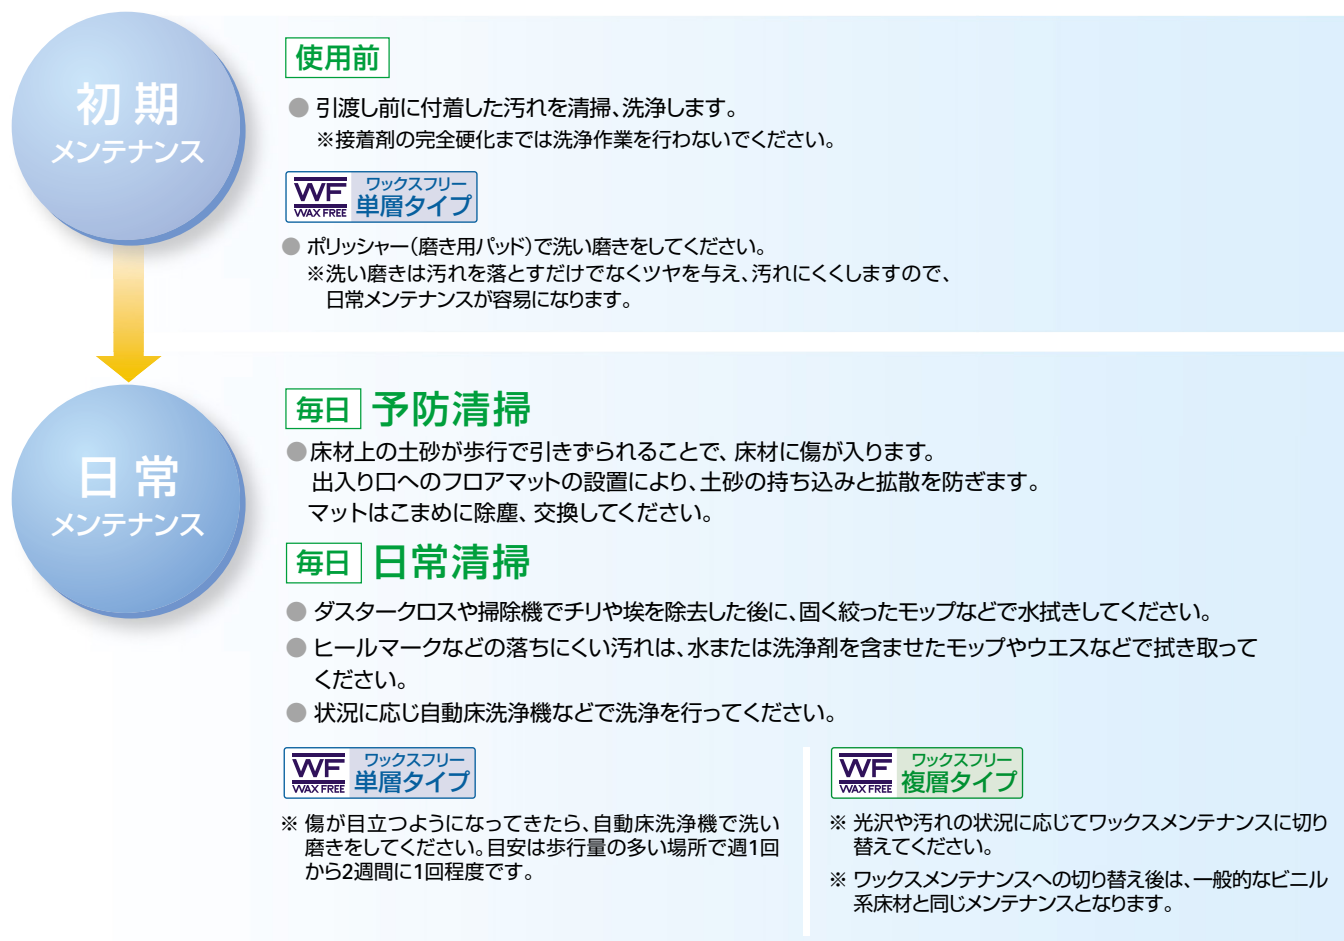 初期
メンテナンス
使用前
● 引渡し前に付着した汚れを清掃、洗浄します。
※接着剤の完全硬化までは洗浄作業を行わないでください。
WF
WAX FREE
ワックスフリー
単層タイプ
● ポリッシャー（磨き用パッド）で洗い磨きをしてください。
※洗い磨きは汚れを落とすだけでなくツヤを与え、汚れにくくしますので、
日常メンテナンスが容易になります。
日常
メンテナンス
毎日 予防清掃
●床材上の土砂が歩行で引きずられることで、床材に傷が入ります。
出入り口へのフロアマットの設置により、土砂の持ち込みと拡散を防ぎます。
マットはこまめに除塵、交換してください。
毎日 日常清掃
● ダスタークロスや掃除機でチリや埃を除去した後に、固く絞ったモップなどで水拭きしてください。
● ヒールマークなどの落ちにくい汚れは、水または洗浄剤を含ませたモップやウエスなどで拭き取って
ください。
● 状況に応じ自動床洗浄機などで洗浄を行ってください。
WF
WAX FREE
ワックスフリー
単層タイプ
※ 傷が目立つようになってきたら、自動床洗浄機で洗い
磨きをしてください。目安は歩行量の多い場所で週1回
から2週間に1回程度です。
WF
WAX FREE
ワックスフリー
複層タイプ
※ 光沢や汚れの状況に応じてワックスメンテナンスに切り
替えてください。
※ ワックスメンテナンスへの切り替え後は、一般的なビニル
系床材と同じメンテナンスとなります。